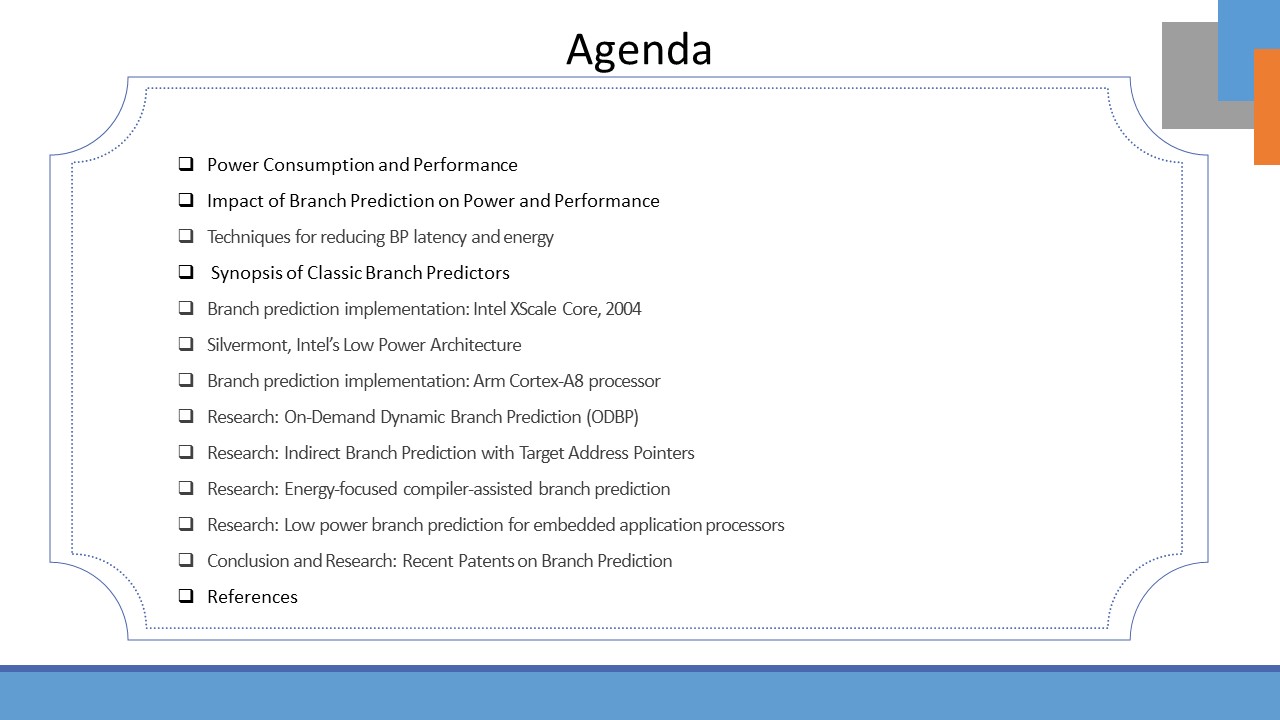 Agenda
Power Consumption and Performance
Impact of Branch Prediction on Power and Performance
Techniques for reducing BP latency and energy
Synopsis of Classic Branch Predictors
Branch prediction implementation: Intel XScale Core, 2004
Silvermont, Intel’s Low Power Architecture
Branch prediction implementation: Arm Cortex-A8 processor
Research: On-Demand Dynamic Branch Prediction (ODBP)
Research: Indirect Branch Prediction with Target Address Pointers
Research: Energy-focused compiler-assisted branch prediction
Research: Low power branch prediction for embedded application processors
Conclusion and Research: Recent Patents on Branch Prediction
References